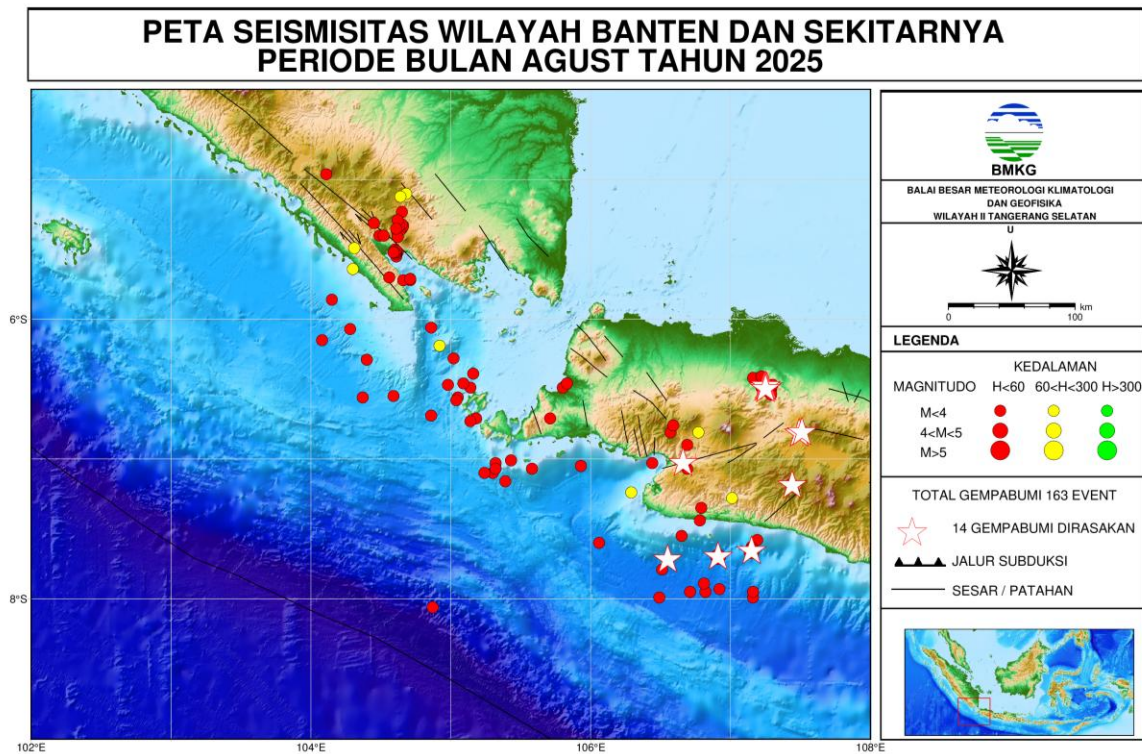 PETA SEISMISITAS WILAYAH BANTEN DAN SEKITARNYA
PERIODE BULAN AGUST TAHUN 2025
6°S
8°S
102°E
104°E
106°E
108°E
BMKG
BALAI BESAR METEOROLOGI KLIMATOLOGI
DAN GEOFISIKA
WILAYAH II TANGERANG SELATAN
U
km
0 100
LEGENDA
KEDALAMAN
MAGNITUDO H<60 60<H<300 H>300
M<4
4<M<5
M>5
TOTAL GEMPABUMI 163 EVENT
14 GEMPABUMI DIRASAKAN
JALUR SUBDUKSI
SESAR / PATAHAN